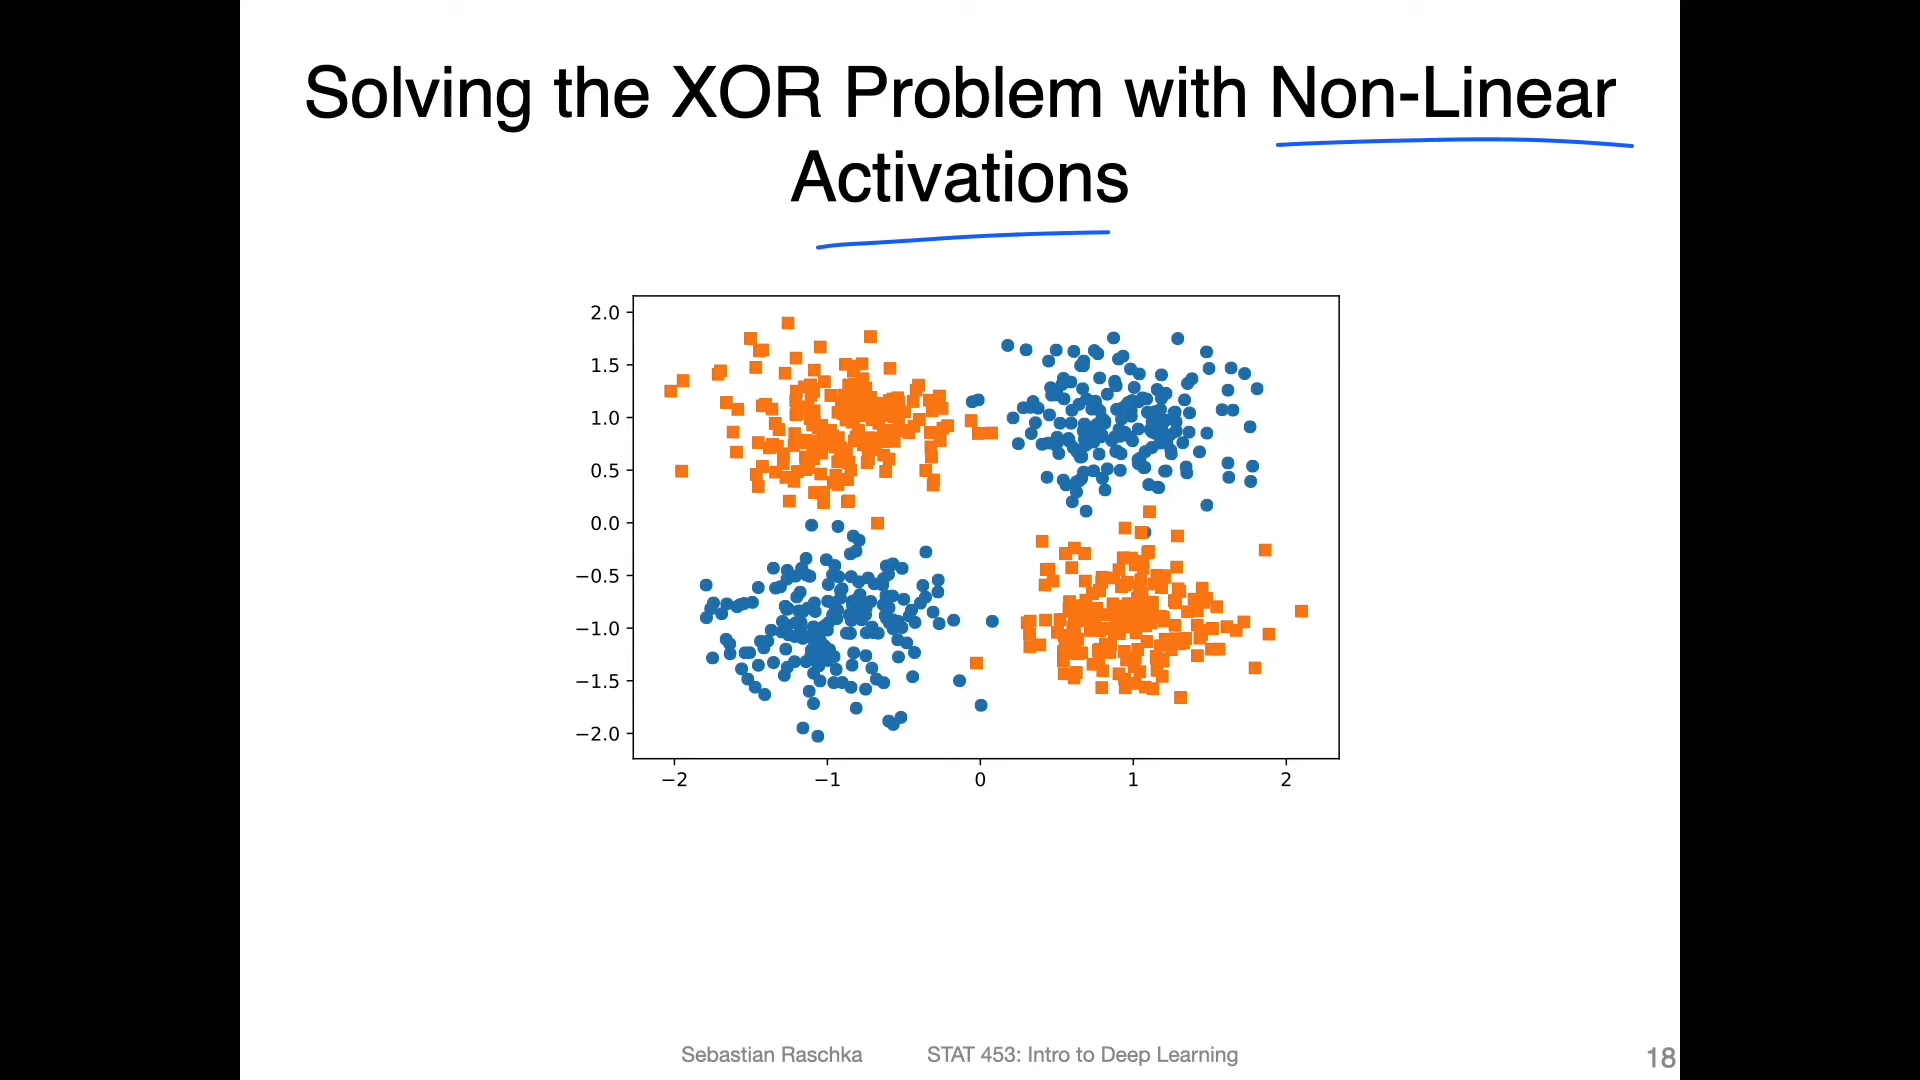 Solving the XOR Problem with Non-Linear
Activations
2.0
1.5
1.0
0.5
0.0
−0.5
−1.0
−1.5
−2.0
−2 −1 0 1 2
Sebastian Raschka STAT 453: Intro to Deep Learning 18